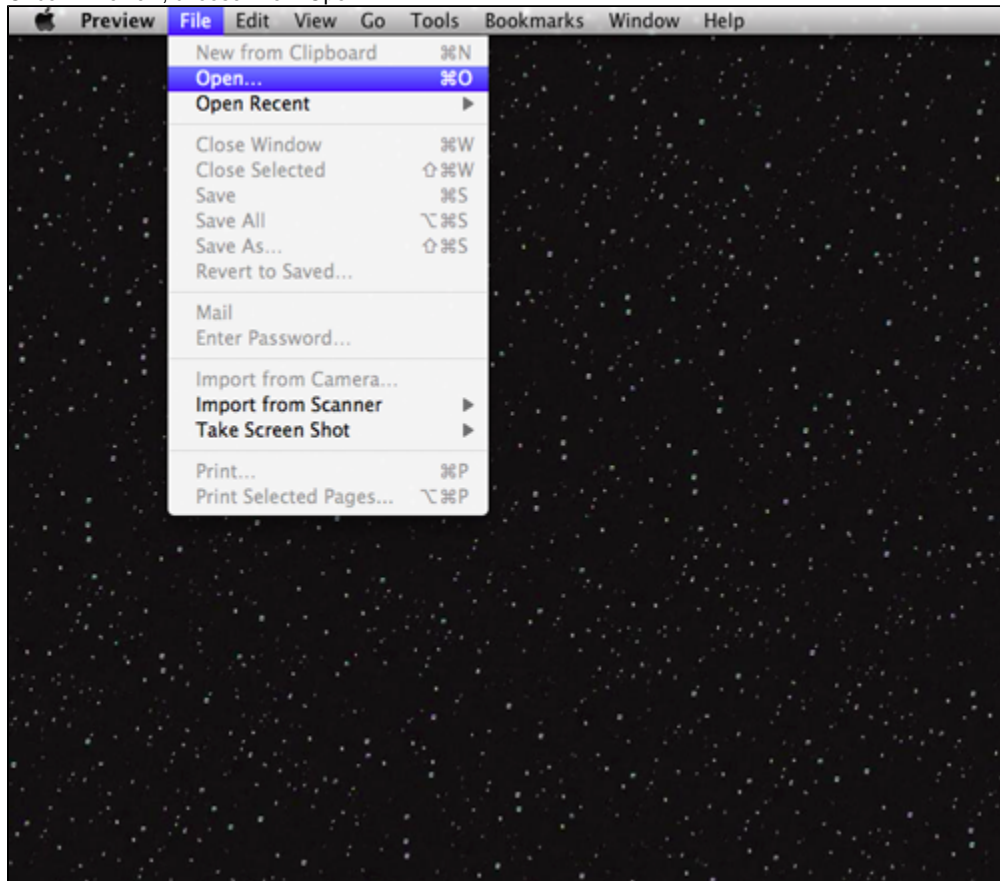 Preview File Edit View Go Tools Bookmarks Window Help
New from Clipboard ⌘N
Open... ⌘O
Open Recent ▶
Close Window ⌘W
Close Selected ⇧⌘W
Save ⌘S
Save All ⌥⌘S
Save As... ⇧⌘S
Revert to Saved...
Mail
Enter Password...
Import from Camera...
Import from Scanner ▶
Take Screen Shot ▶
Print... ⌘P
Print Selected Pages... ⌥⌘P